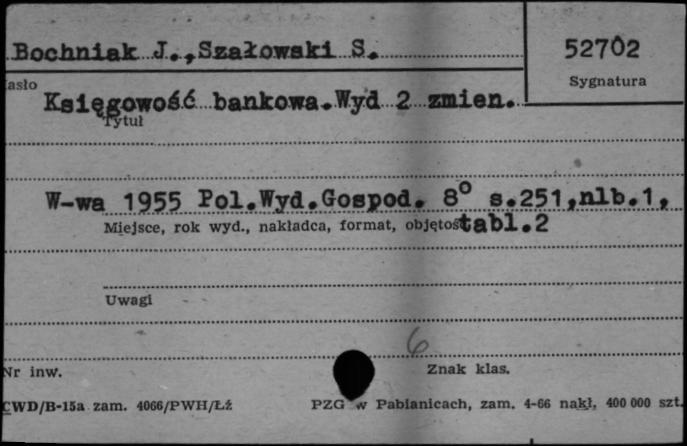 Bochniak J.,Szałowski S.
52702
asło
Sygnatura
Księgowość bankowa.Wyd 2 zmien.
Tytuł
W-wa 1955 Pol.Wyd.Gospod. 8° s.251,nlb.1,
Miejsce, rok wyd., nakładca, format, objętość tabl.2
Uwagi
6
Nr inw.
Znak klas.
CWD/B-15a zam. 4066/PWH/Łź
PZG w Pabianicach, zam. 4-66 nakł, 400 000 szt.